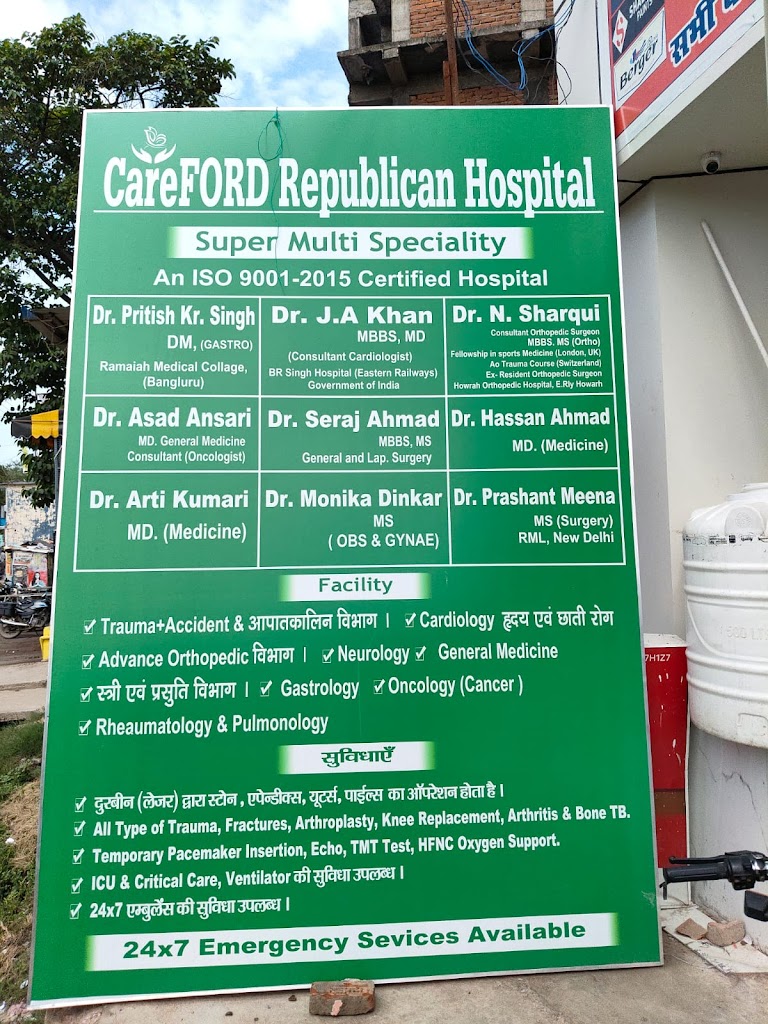 SHA
PAINTS
Berger
सभी
CareFORD Republican Hospital
Super Multi Speciality
An ISO 9001-2015 Certified Hospital
Dr. Pritish Kr. Singh
DM, (GASTRO)
Ramaiah Medical Collage,
(Bangluru)
Dr. J.A Khan
MBBS, MD
(Consultant Cardiologist)
BR Singh Hospital (Eastern Railways)
Government of India
Dr. N. Sharqui
Consultant Orthopedic Surgeon
MBBS. MS (Ortho)
Fellowship in sports Medicine (London, UK)
Ao Trauma Course (Switzerland)
Ex- Resident Orthopedic Surgeon
Howrah Orthopedic Hospital, E.Rly Howarh
Dr. Asad Ansari
MD. General Medicine
Consultant (Oncologist)
Dr. Seraj Ahmad
MBBS, MS
General and Lap. Surgery
Dr. Hassan Ahmad
MD. (Medicine)
Dr. Arti Kumari
MD. (Medicine)
Dr. Monika Dinkar
MS
( OBS & GYNAE)
Dr. Prashant Meena
MS (Surgery)
RML, New Delhi
Facility
Trauma+Accident & आपातकालिन विभाग । Cardiology हृदय एवं छाती रोग
Advance Orthopedic विभाग । Neurology General Medicine
स्त्री एवं प्रसुति विभाग । Gastrology Oncology (Cancer )
Rheaumatology & Pulmonology
सुविधाएँ
दुरबीन (लेजर) द्वारा स्टोन , एपेन्डीक्स, यूटर्स, पाईल्स का ऑपरेशन होता है ।
All Type of Trauma, Fractures, Arthroplasty, Knee Replacement, Arthritis & Bone TB.
Temporary Pacemaker Insertion, Echo, TMT Test, HFNC Oxygen Support.
ICU & Critical Care, Ventilator की सुविधा उपलब्ध ।
24x7 एम्बुलेंस की सुविधा उपलब्ध ।
24x7 Emergency Sevices Available
7H1Z7